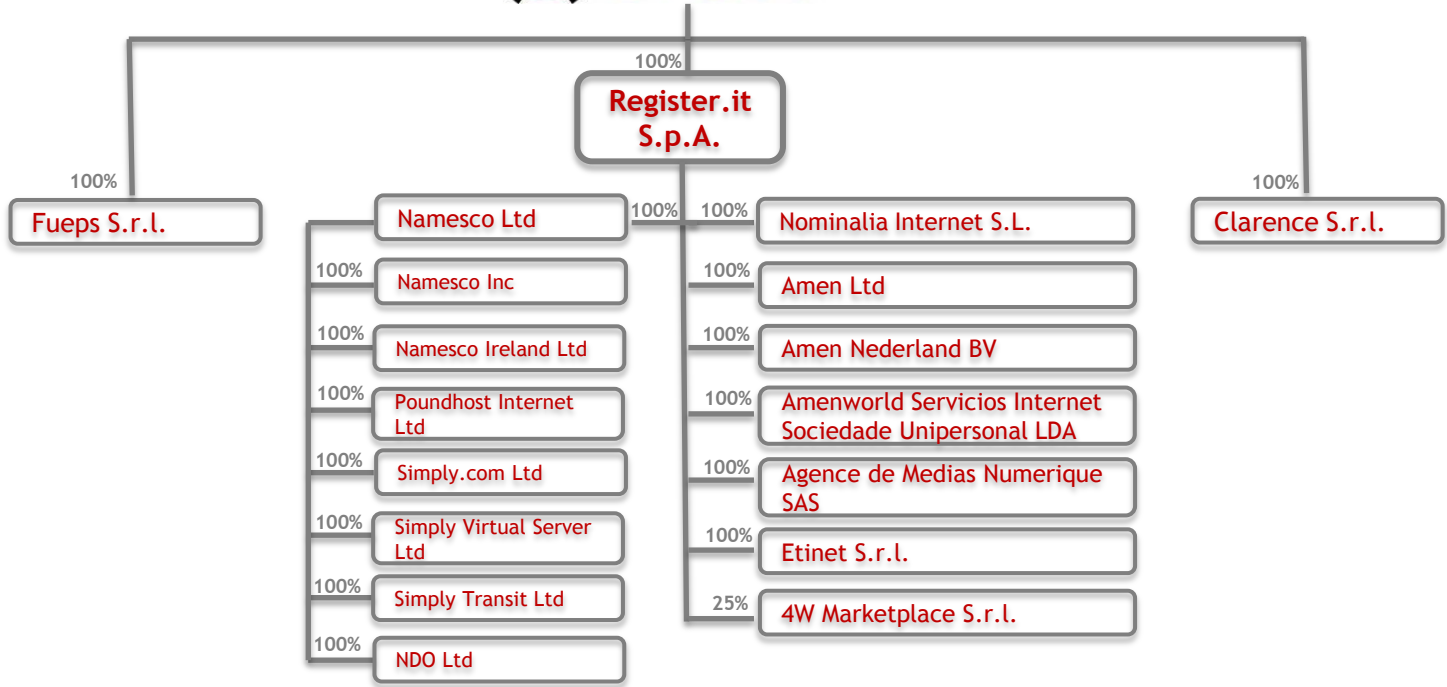 100%
Register.it
S.p.A.
100%
Fueps S.r.l.
100%
Clarence S.r.l.
Namesco Ltd
100%
100%
Namesco Inc
100%
Namesco Ireland Ltd
100%
Poundhost Internet
Ltd
100%
Simply.com Ltd
100%
Simply Virtual Server
Ltd
100%
Simply Transit Ltd
100%
NDO Ltd
100%
Nominalia Internet S.L.
100%
Amen Ltd
100%
Amen Nederland BV
100%
Amenworld Servicios Internet
Sociedade Unipersonal LDA
100%
Agence de Medias Numerique
SAS
100%
Etinet S.r.l.
25%
4W Marketplace S.r.l.